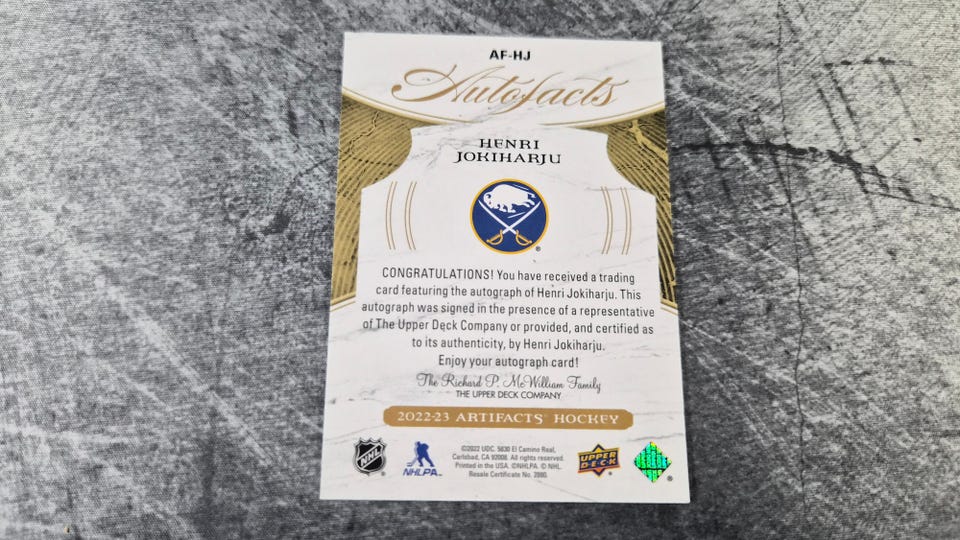 AF-HJ
Autofacts
HENRI
JOKIHARJU
®
CONGRATULATIONS! You have received a trading
card featuring the autograph of Henri Jokiharju. This
autograph was signed in the presence of a representative
of The Upper Deck Company or provided, and certified as
to its authenticity, by Henri Jokiharju.
Enjoy your autograph card!
The Richard P. McWilliam Family
THE UPPER DECK COMPANY
2022-23 ARTIFACTS® HOCKEY
NHL
NHLPA
©2022 UDC. 5830 El Camino Real,
Carlsbad, CA 92008. All rights reserved.
Printed in the USA. ©NHLPA. © NHL.
Resale Certificate No. 2880.
UPPER
DECK
®